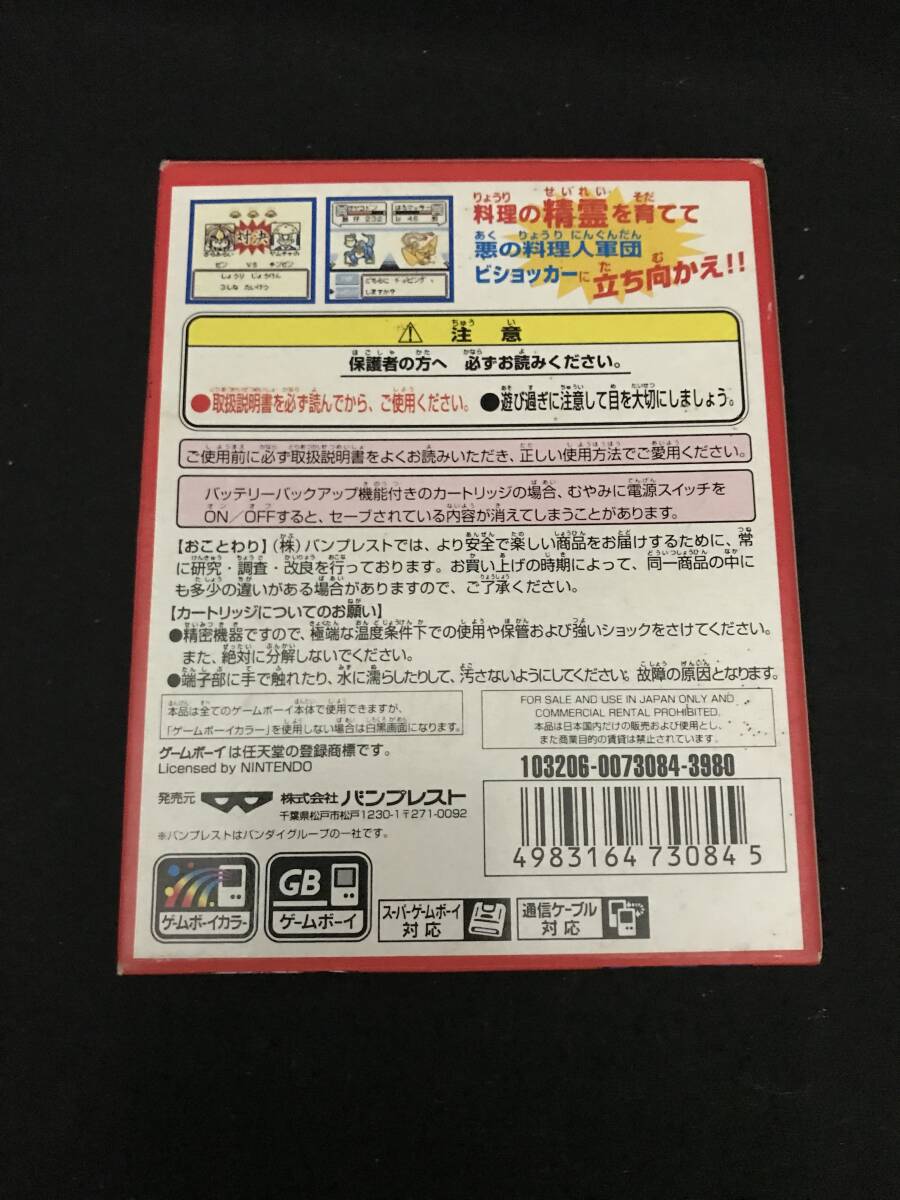 対決
VS
しょうり じょうけん
料理の精霊を育てて
悪の料理人軍団
ビショッカーに立ち向かえ!!
⚠ 注意
保護者の方へ 必ずお読みください。
●取扱説明書を必ず読んでから、ご使用ください。 ●遊び過ぎに注意して目を大切にしましょう。
ご使用前に必ず取扱説明書をよくお読みいただき、正しい使用方法でご愛用ください。
バッテリーバックアップ機能付きのカートリッジの場合、むやみに電源スイッチを
ON/OFFすると、セーブされている内容が消えてしまうことがあります。
【おことわり】(株)バンプレストでは、より安全で楽しい商品をお届けするために、常
に研究・調査・改良を行っております。お買い上げの時期によって、同一商品の中に
も多少の違いがある場合がありますので、ご了承ください。
【カートリッジについてのお願い】
●精密機器ですので、極端な温度条件下での使用や保管および強いショックをさけてください。
また、絶対に分解しないでください。
●端子部に手で触れたり、水に濡らしたりして、汚さないようにしてください。故障の原因となります。
本品は全てのゲームボーイ本体で使用できますが、
「ゲームボーイカラー」を使用しない場合は白黒画面になります。
FOR SALE AND USE IN JAPAN ONLY AND
COMMERCIAL RENTAL PROHIBITED.
本品は日本国内だけの販売および使用とし、
また商業目的の賃貸は禁止されています。
ゲームボーイは任天堂の登録商標です。
Licensed by NINTENDO
103206-0073084-3980
発売元 株式会社 バンプレスト
千葉県松戸市松戸1230-1 〒271-0092
※バンプレストはバンダイグループの一社です。
4983164730845
ゲームボーイカラー
GB
ゲームボーイ
スーパーゲームボーイ
対応
通信ケーブル
対応